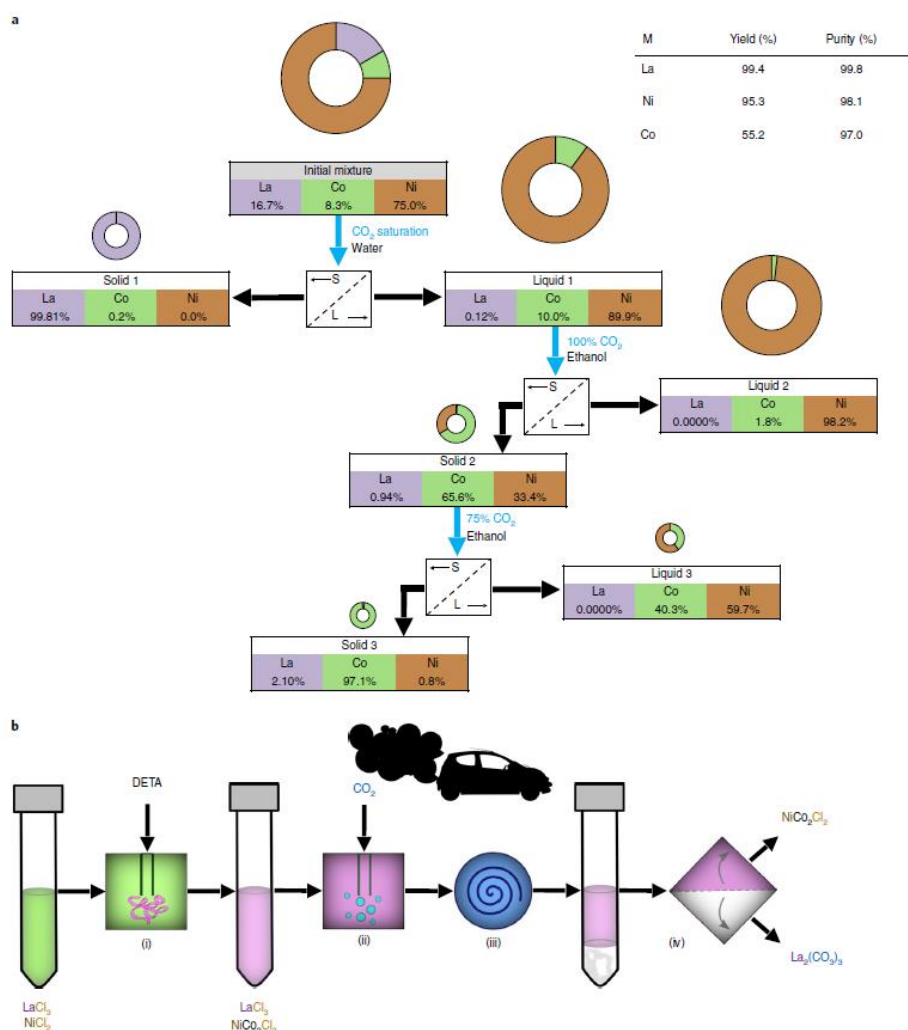 a
M Yield (%) Purity (%)
La 99.4 99.8
Ni 95.3 98.1
Co 55.2 97.0
Initial mixture
La Co Ni
16.7% 8.3% 75.0%
CO₂ saturation
Water
Solid 1
La Co Ni
99.81% 0.2% 0.0%
S
L
Liquid 1
La Co Ni
0.12% 10.0% 89.9%
100% CO₂
Ethanol
S
L
Liquid 2
La Co Ni
0.0000% 1.8% 98.2%
Solid 2
La Co Ni
0.94% 65.6% 33.4%
75% CO₂
Ethanol
S
L
Liquid 3
La Co Ni
0.0000% 40.3% 59.7%
Solid 3
La Co Ni
2.10% 97.1% 0.8%
b
DETA
CO₂
NiCo₂Cl₂
(i)
(ii)
(iii)
(iv)
La₂(CO₃)₃
LaCl₃
NiCl₂
LaCl₃